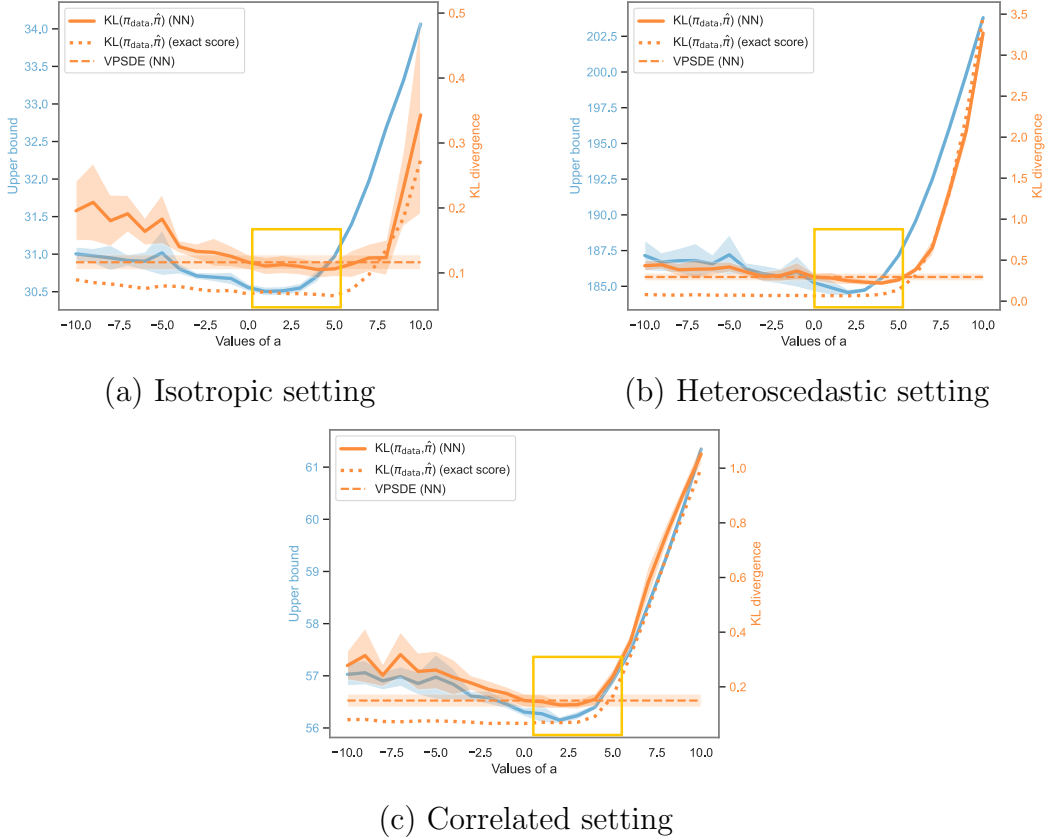 KL(π_data,π̂) (NN)
KL(π_data,π̂) (exact score)
VPSDE (NN)
34.0
33.5
33.0
32.5
32.0
31.5
31.0
30.5
Upper bound
0.5
0.4
0.3
0.2
0.1
KL divergence
−10.0 −7.5 −5.0 −2.5 0.0 2.5 5.0 7.5 10.0
Values of a
(a) Isotropic setting
KL(π_data,π̂) (NN)
KL(π_data,π̂) (exact score)
VPSDE (NN)
202.5
200.0
197.5
195.0
192.5
190.0
187.5
185.0
Upper bound
3.5
3.0
2.5
2.0
1.5
1.0
0.5
0.0
KL divergence
−10.0 −7.5 −5.0 −2.5 0.0 2.5 5.0 7.5 10.0
Values of a
(b) Heteroscedastic setting
KL(π_data,π̂) (NN)
KL(π_data,π̂) (exact score)
VPSDE (NN)
61
60
59
58
57
56
Upper bound
1.0
0.8
0.6
0.4
0.2
KL divergence
−10.0 −7.5 −5.0 −2.5 0.0 2.5 5.0 7.5 10.0
Values of a
(c) Correlated setting